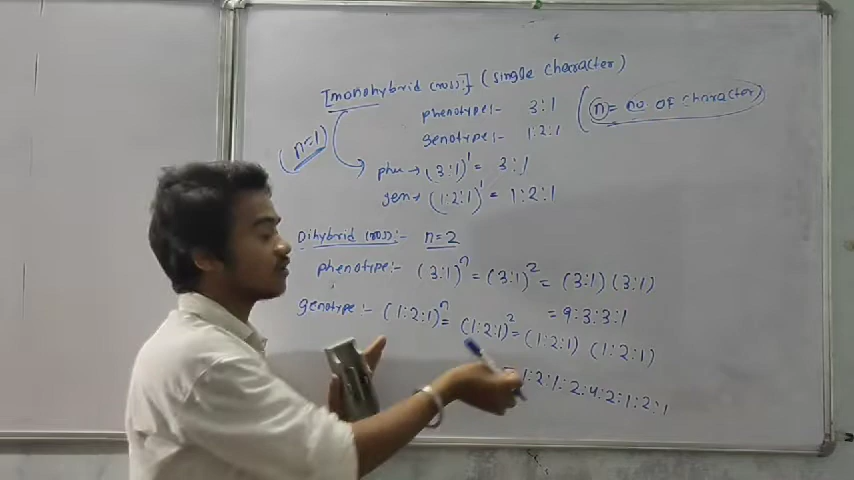 [monohybrid cross] (single character)
phenotype:- 3:1
(n = no. of character)
genotype:- 1:2:1
(n=1)
phe → (3:1)¹ = 3:1
gen → (1:2:1)¹ = 1:2:1
Dihybrid cross:- n=2
phenotype:- (3:1)ⁿ = (3:1)² = (3:1) (3:1)
= 9:3:3:1
genotype:- (1:2:1)ⁿ = (1:2:1)² = (1:2:1) (1:2:1)
= 1:2:1:2:4:2:1:2:1